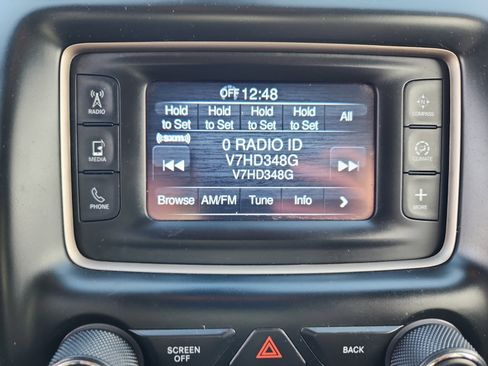 OFF 12:48
Hold to Set Hold to Set Hold to Set Hold to Set All
((sxm))
0 RADIO ID
V7HD348G
V7HD348G
Browse AM/FM Tune Info
RADIO
MEDIA
PHONE
N
COMPASS
CLIMATE
MORE
SCREEN OFF
BACK